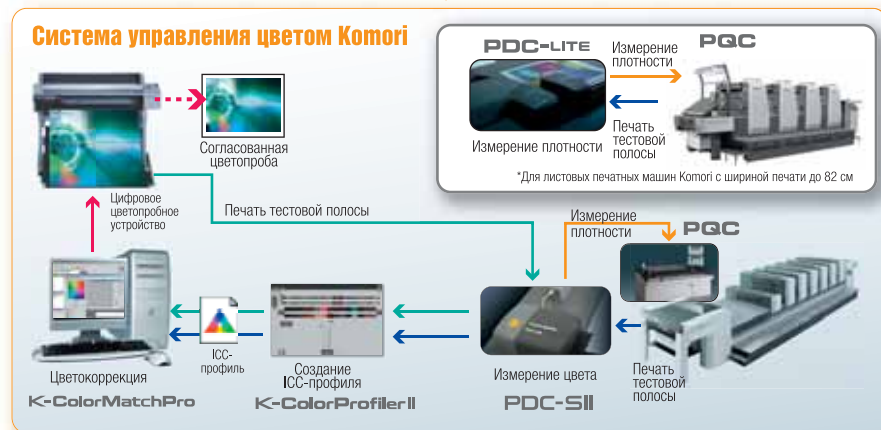 Система управления цветом Komori
PDC-LITE
Измерение
плотности
PQC
Измерение плотности
Печать
тестовой
полосы
*Для листовых печатных машин Komori с шириной печати до 82 см
Согласованная
цветопроба
Цифровое
цветопробное
устройство
Печать тестовой полосы
Измерение
плотности
PQC
Цветокоррекция
K-ColorMatchPro
ICC-
профиль
Создание
ICC-профиля
K-ColorProfilerII
Измерение цвета
PDC-SII
Печать
тестовой
полосы